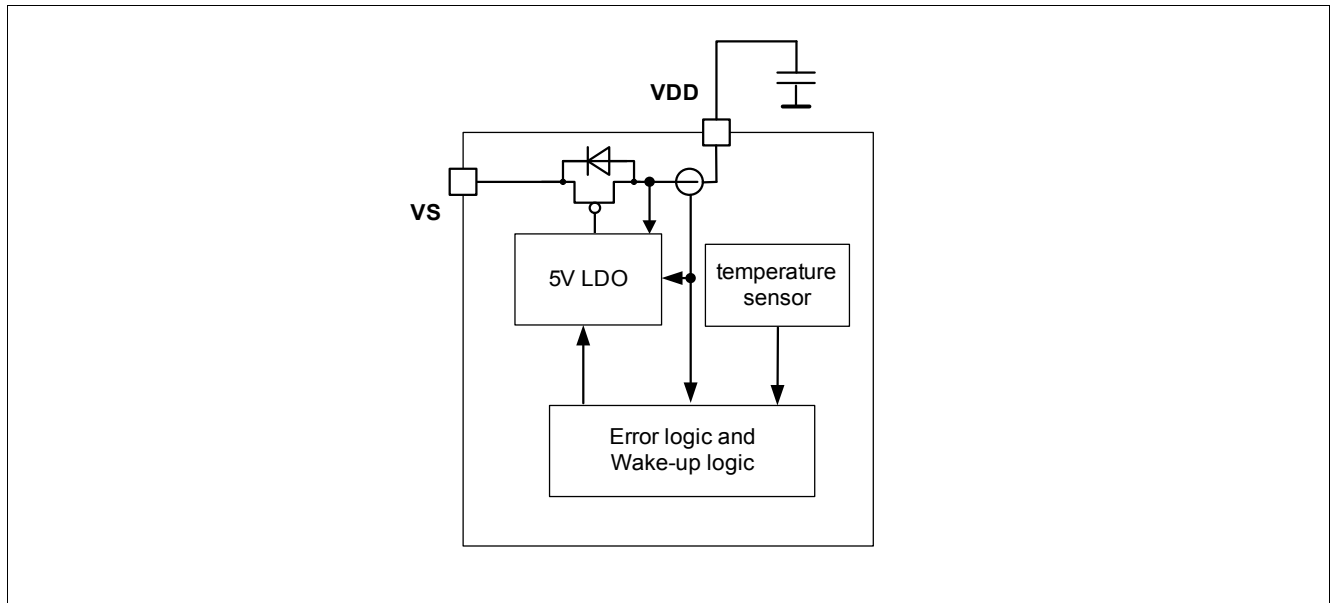 VDD
VS
5V LDO
temperature
sensor
Error logic and
Wake-up logic